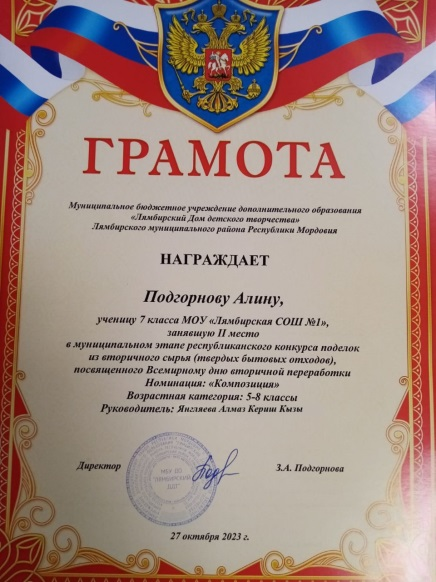 ГРАМОТА
Муниципальное бюджетное учреждение дополнительного образования
«Лямбирский Дом детского творчества»
Лямбирского муниципального района Республики Мордовия
НАГРАЖДАЕТ
Подгорнову Алину,
ученицу 7 класса МОУ «Лямбирская СОШ №1»,
занявшую II место
в муниципальном этапе республиканского конкурса поделок
из вторичного сырья (твердых бытовых отходов),
посвященного Всемирному дню вторичной переработки
Номинация: «Композиция»
Возрастная категория: 5-8 классы
Руководитель: Янгляева Алмаз Кериш Кызы
Директор З.А. Подгорнова
27 октября 2023 г.